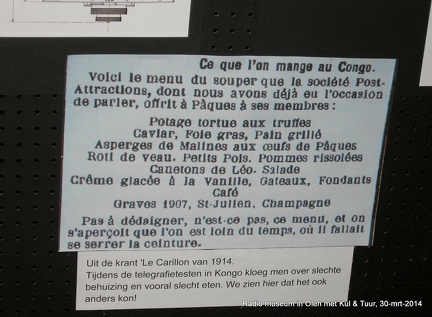 Ce que l'on mange au Congo.
Voici le menu du souper que la société Post-
Attractions, dont nous avons déjà eu l'occasion
de parler, offrit à Pâques à ses membres :
Potage tortue aux truffes
Caviar, Foie gras, Pain grillé
Asperges de Malines aux œufs de Pâques
Roti de veau. Petits Pois. Pommes rissolées
Canetons de Léo. Salade
Crême glacée à la Vanille, Gateaux, Fondants
Café
Graves 1907, St-Julien, Champagne
Pas à dédaigner, n'est-ce pas, ce menu, et on
s'aperçoit que l'on est loin du temps, où il fallait
se serrer la ceinture.
Uit de krant 'Le Carillon van 1914.
Tijdens de telegrafietesten in Kongo kloeg men over slechte
behuizing en vooral slecht eten. We zien hier dat het ook
anders kon!
Radio museum in Olen met Kul & Tuur, 30-mrt-2014